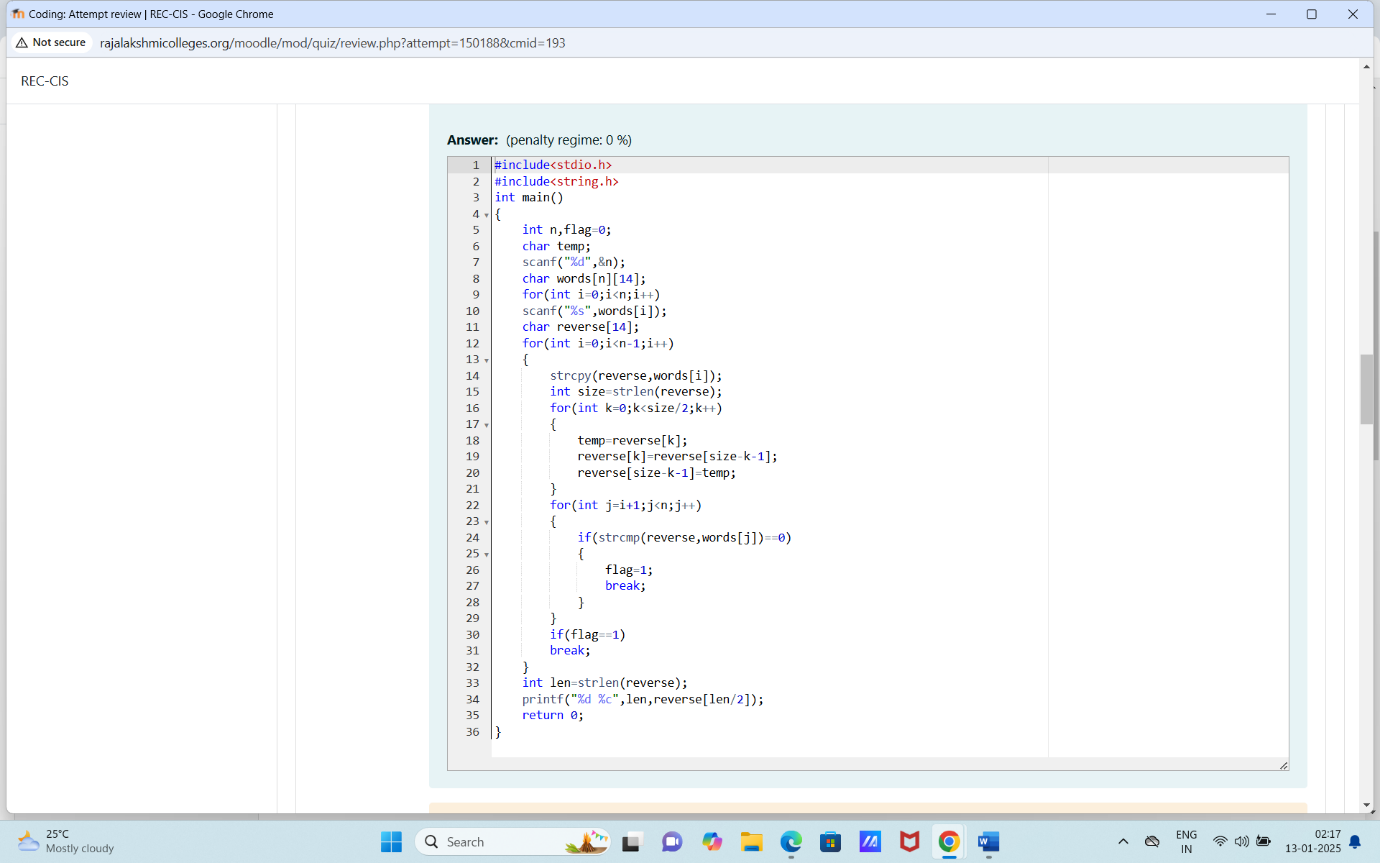 Coding: Attempt review | REC-CIS - Google Chrome
Not secure rajalakshmicolleges.org/moodle/mod/quiz/review.php?attempt=150188&cmid=193
REC-CIS
Answer: (penalty regime: 0 %)
1 #include<stdio.h>
2 #include<string.h>
3 int main()
4 {
5     int n,flag=0;
6     char temp;
7     scanf("%d",&n);
8     char words[n][14];
9     for(int i=0;i<n;i++)
10     scanf("%s",words[i]);
11     char reverse[14];
12     for(int i=0;i<n-1;i++)
13     {
14         strcpy(reverse,words[i]);
15         int size=strlen(reverse);
16         for(int k=0;k<size/2;k++)
17         {
18             temp=reverse[k];
19             reverse[k]=reverse[size-k-1];
20             reverse[size-k-1]=temp;
21         }
22         for(int j=i+1;j<n;j++)
23         {
24             if(strcmp(reverse,words[j])==0)
25             {
26                 flag=1;
27                 break;
28             }
29         }
30         if(flag==1)
31         break;
32     }
33     int len=strlen(reverse);
34     printf("%d %c",len,reverse[len/2]);
35     return 0;
36 }
25°C
Mostly cloudy
Search
ENG
IN
02:17
13-01-2025